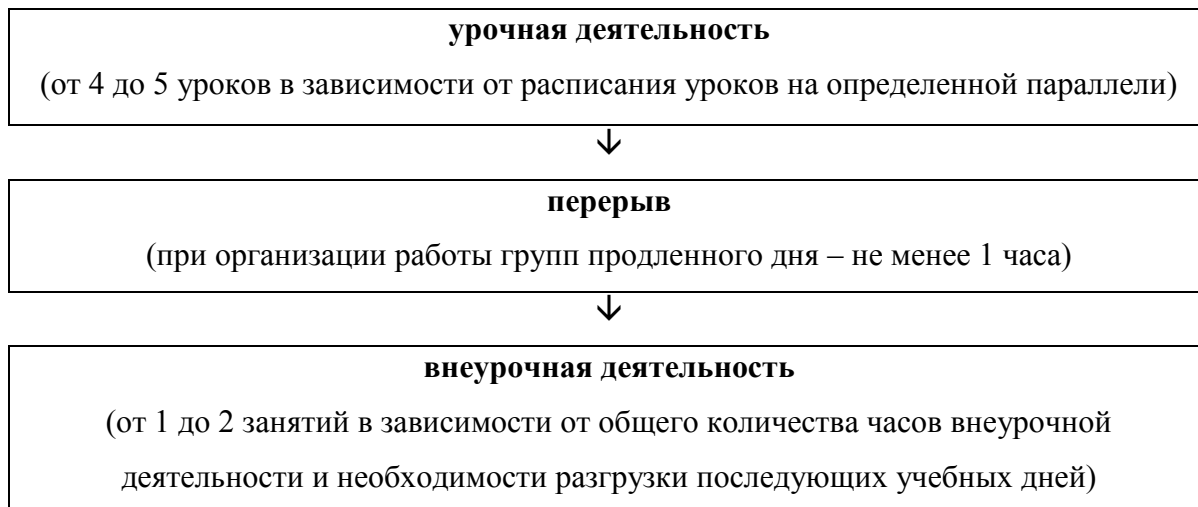 урочная деятельность
(от 4 до 5 уроков в зависимости от расписания уроков на определенной параллели)
перерыв
(при организации работы групп продленного дня – не менее 1 часа)
внеурочная деятельность
(от 1 до 2 занятий в зависимости от общего количества часов внеурочной
деятельности и необходимости разгрузки последующих учебных дней)